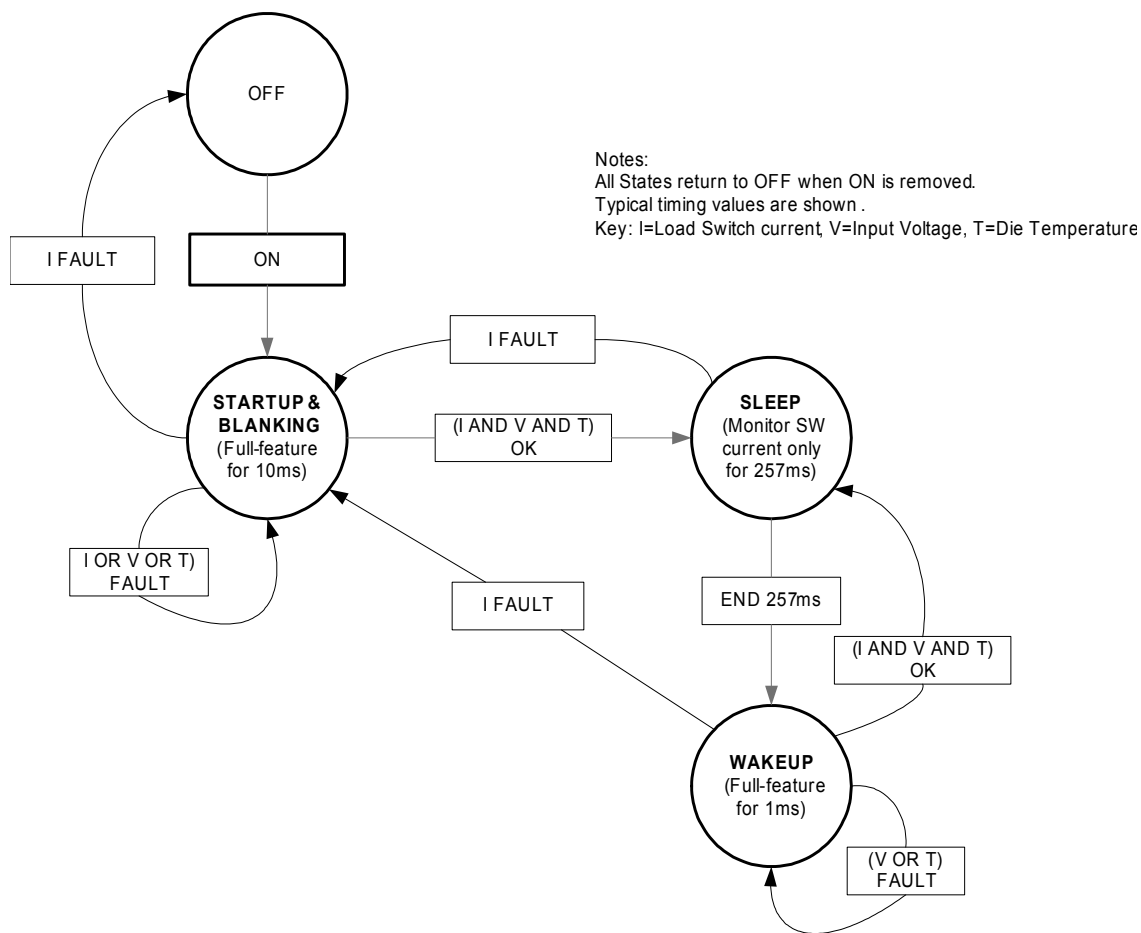 OFF
Notes:
All States return to OFF when ON is removed.
Typical timing values are shown .
Key: I=Load Switch current, V=Input Voltage, T=Die Temperature
I FAULT
ON
I FAULT
STARTUP &
BLANKING
(Full-feature
for 10ms)
(I AND V AND T)
OK
SLEEP
(Monitor SW
current only
for 257ms)
I OR V OR T)
FAULT
I FAULT
END 257ms
(I AND V AND T)
OK
WAKEUP
(Full-feature
for 1ms)
(V OR T)
FAULT